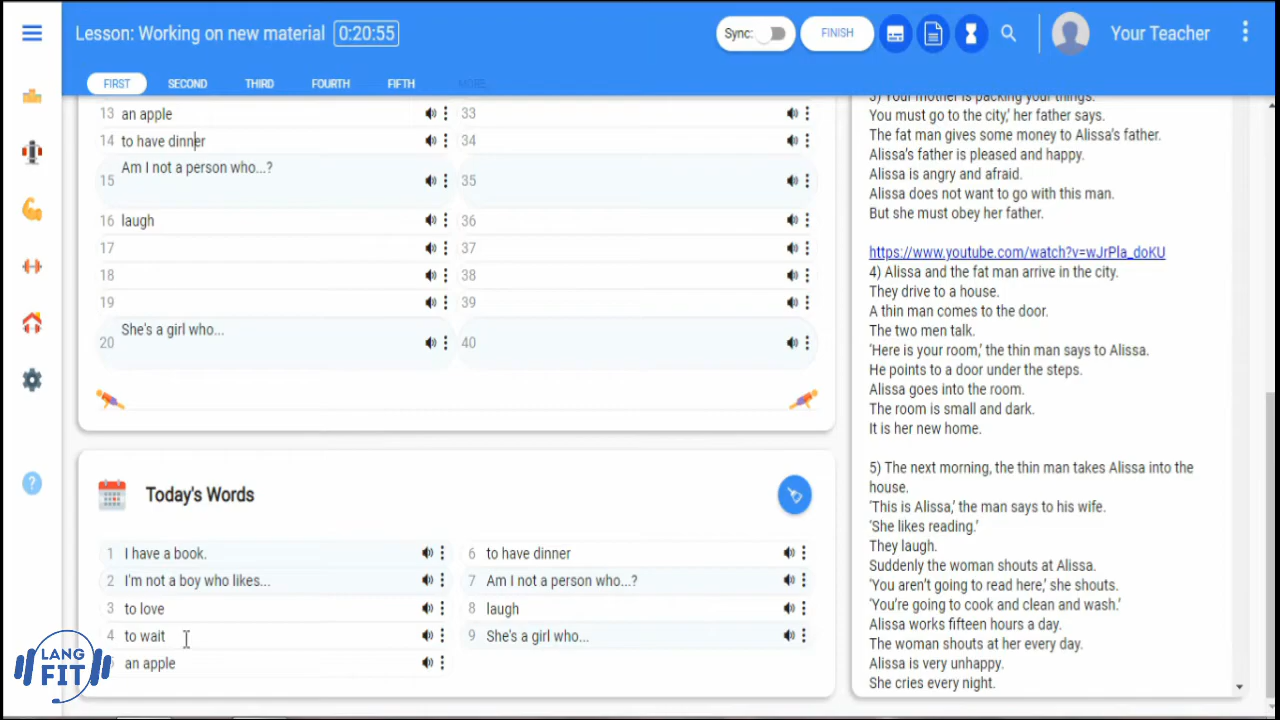 Lesson: Working on new material 0:20:55
Sync:
FINISH
Your Teacher
FIRST SECOND THIRD FOURTH FIFTH MORE
13 an apple
14 to have dinner
15 Am I not a person who...?
16 laugh
17
18
19
20 She's a girl who...
33
34
35
36
37
38
39
40
Today's Words
1 I have a book.
2 I'm not a boy who likes...
3 to love
4 to wait
an apple
6 to have dinner
7 Am I not a person who...?
8 laugh
9 She's a girl who...
3) Your mother is packing your things.
You must go to the city,' her father says.
The fat man gives some money to Alissa's father.
Alissa's father is pleased and happy.
Alissa is angry and afraid.
Alissa does not want to go with this man.
But she must obey her father.
https://www.youtube.com/watch?v=wJrPla_doKU
4) Alissa and the fat man arrive in the city.
They drive to a house.
A thin man comes to the door.
The two men talk.
'Here is your room,' the thin man says to Alissa.
He points to a door under the steps.
Alissa goes into the room.
The room is small and dark.
It is her new home.
5) The next morning, the thin man takes Alissa into the
house.
'This is Alissa,' the man says to his wife.
'She likes reading.'
They laugh.
Suddenly the woman shouts at Alissa.
'You aren't going to read here,' she shouts.
'You're going to cook and clean and wash.'
Alissa works fifteen hours a day.
The woman shouts at her every day.
Alissa is very unhappy.
She cries every night.
?
LANG
FIT